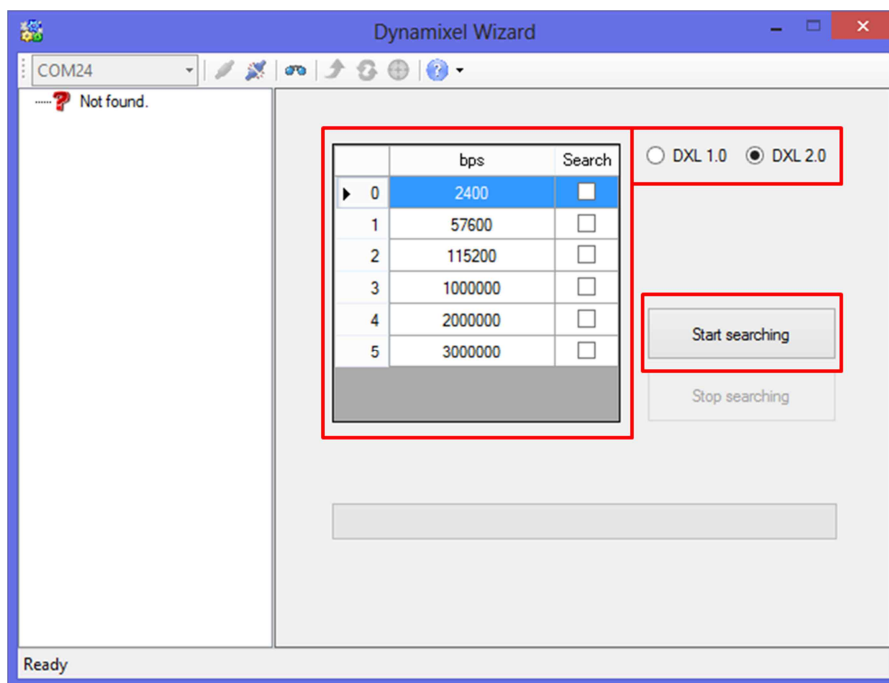 Dynamixel Wizard
COM24
Not found.
bps Search
DXL 1.0 DXL 2.0
0 2400
1 57600
2 115200
3 1000000
4 2000000
5 3000000
Start searching
Stop searching
Ready